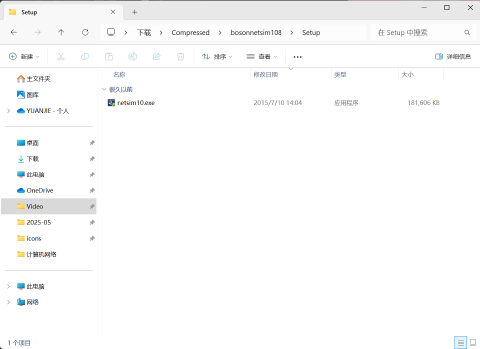 Setup
下载 Compressed bosonnetsim108 Setup
在 Setup 中搜索
新建 排序 查看 详细信息
名称 修改日期 类型 大小
很久以前
netsim10.exe 2015/7/10 14:04 应用程序 181,606 KB
主文件夹
图库
YUANJIE - 个人
桌面
下载
此电脑
OneDrive
Video
2025-05
icons
计算机网络
此电脑
网络
1 个项目